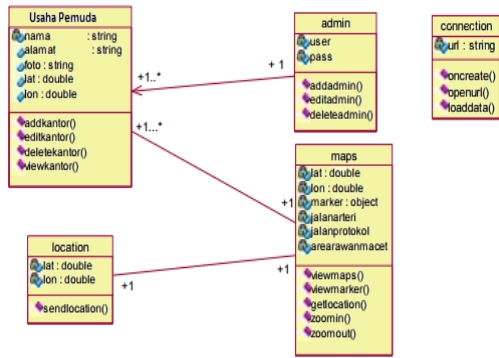 Usaha Pemuda
nama : string
alamat : string
foto : string
lat : double
lon : double
addkantor()
editkantor()
deletekantor()
viewkantor()
admin
user
pass
addadmin()
editadmin()
deleteadmin()
connection
url : string
oncreate()
openurl()
loaddata()
+1..*
+ 1
+1...*
+1
maps
lat : double
lon : double
marker : object
jalanarteri
jalanprotokol
arearawanmacet
viewmaps()
viewmarker()
getlocation()
zoomin()
zoomout()
location
lat : double
lon : double
sendlocation()
+1
+1